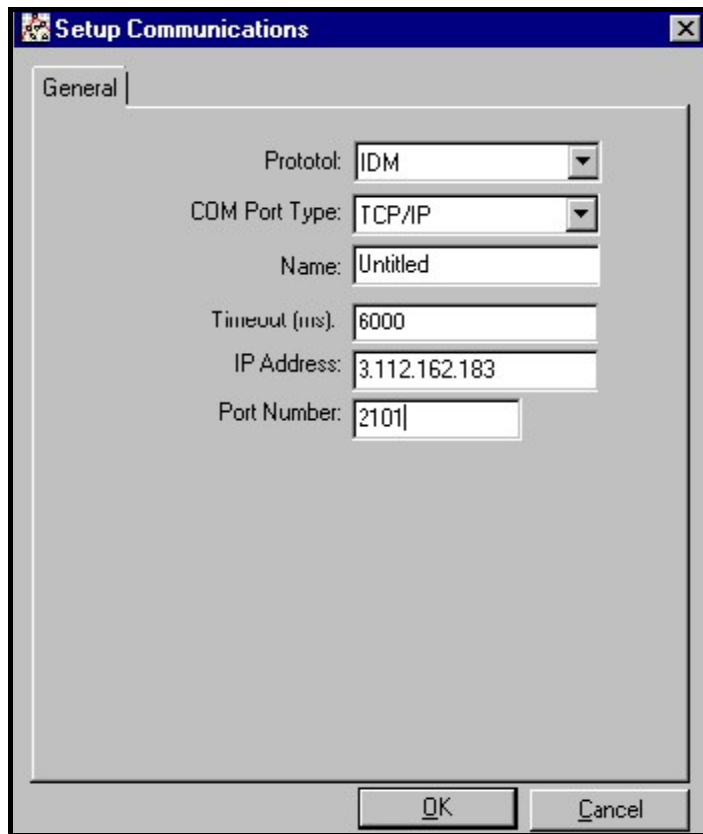 Setup Communications
General
Prototol: IDM
COM Port Type: TCP/IP
Name: Untitled
Timeout (ms): 6000
IP Address: 3.112.162.183
Port Number: 2101
OK
Cancel